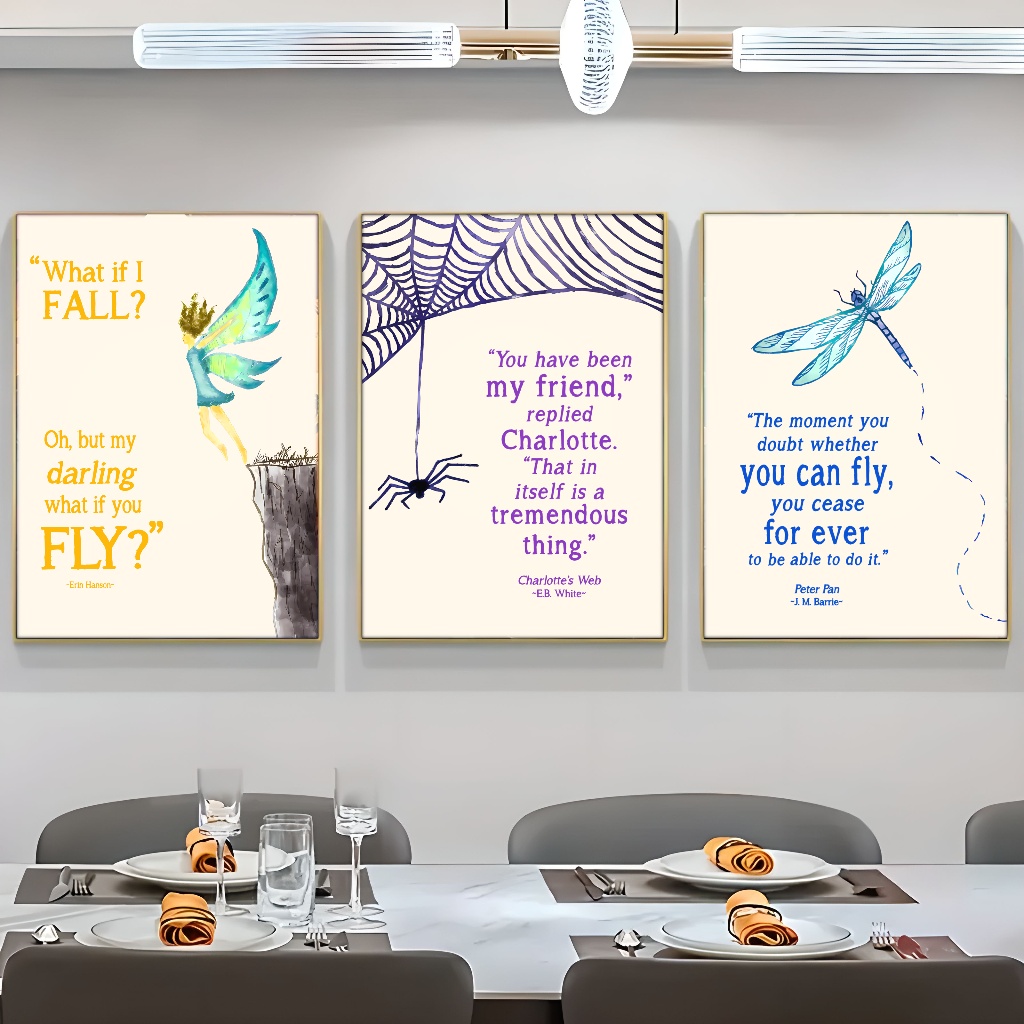 “What if I
FALL?
Oh, but my
darling
what if you
FLY?”
~Erin Hanson~
“You have been
my friend,”
replied
Charlotte.
“That in
itself is a
tremendous
thing.”
Charlotte's Web
~E.B. White~
“The moment you
doubt whether
you can fly,
you cease
for ever
to be able to do it.”
Peter Pan
~J. M. Barrie~